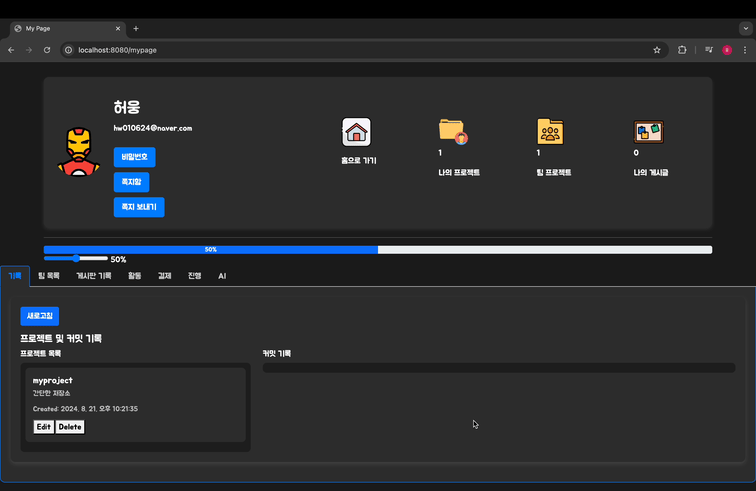 My Page
localhost:8080/mypage
허웅
hw010624@naver.com
비밀번호
쪽지함
쪽지 보내기
홈으로 가기
1
나의 프로젝트
1
팀 프로젝트
0
나의 게시글
50%
50%
기록
팀 목록
게시판 기록
활동
결제
진행
AI
새로고침
프로젝트 및 커밋 기록
프로젝트 목록
커밋 기록
myproject
간단한 저장소
Created: 2024. 8. 21. 오후 10:21:35
Edit
Delete